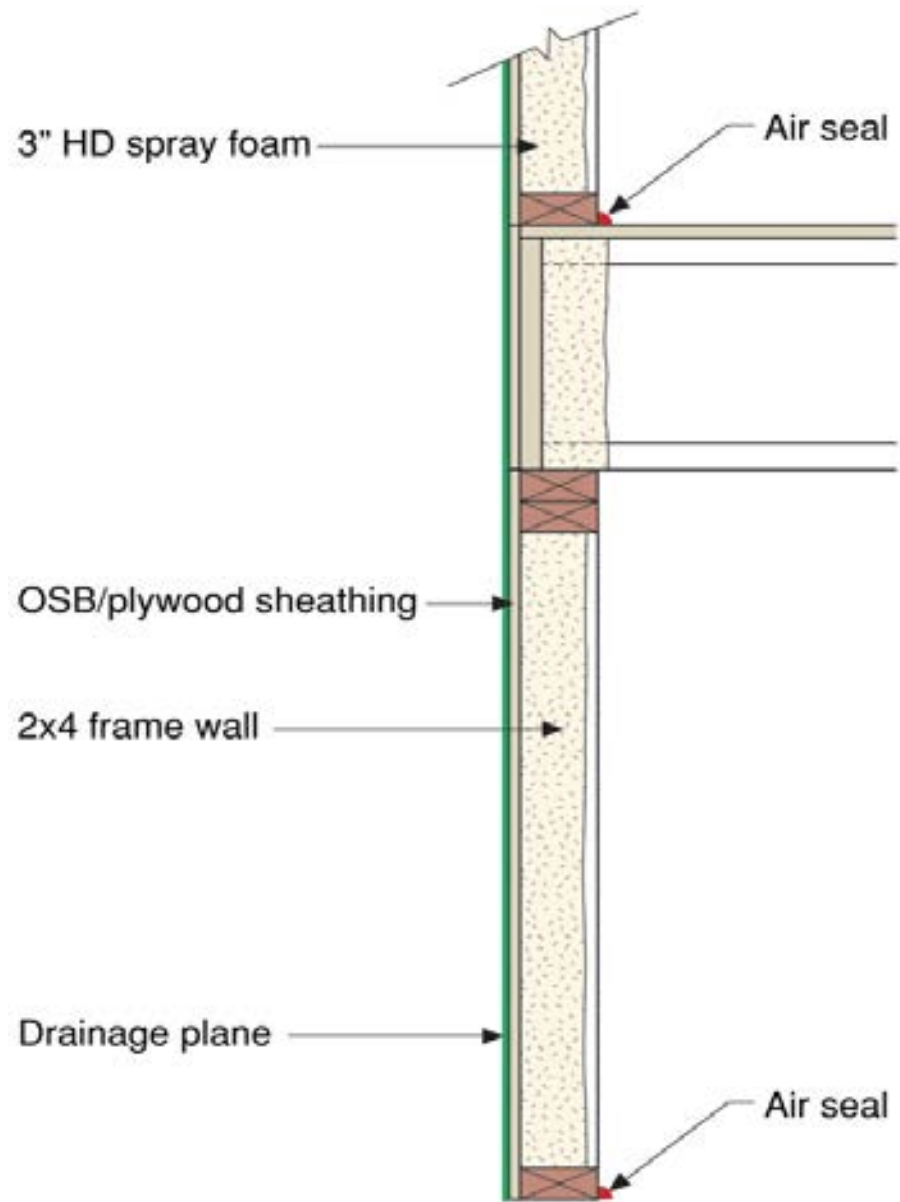 3" HD spray foam
Air seal
OSB/plywood sheathing
2x4 frame wall
Drainage plane
Air seal